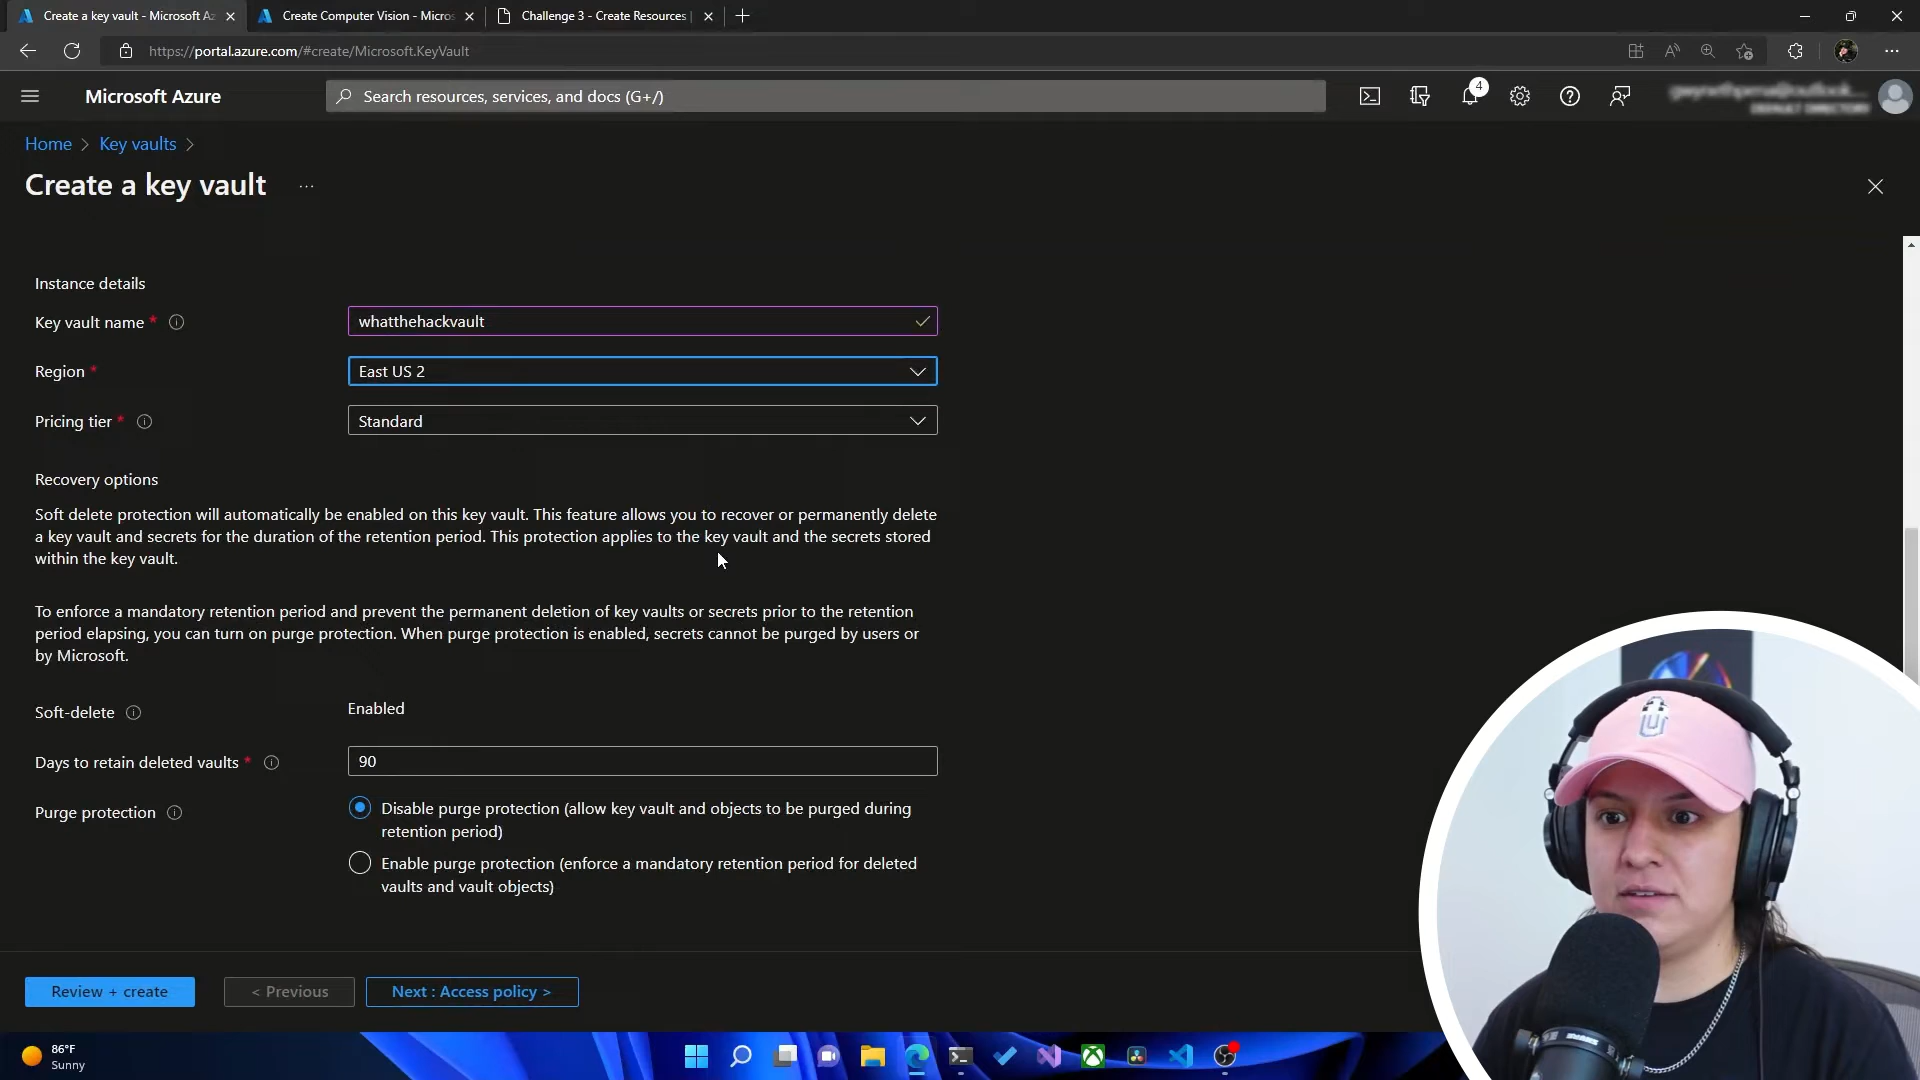 Create a key vault - Microsoft Az
Create Computer Vision - Micros
Challenge 3 - Create Resources |
https://portal.azure.com/#create/Microsoft.KeyVault
Microsoft Azure
Search resources, services, and docs (G+/)
4
DEFAULT DIRECTORY
Home > Key vaults >
Create a key vault ...
Instance details
Key vault name *
whatthehackvault
Region *
East US 2
Pricing tier *
Standard
Recovery options
Soft delete protection will automatically be enabled on this key vault. This feature allows you to recover or permanently delete
a key vault and secrets for the duration of the retention period. This protection applies to the key vault and the secrets stored
within the key vault.
To enforce a mandatory retention period and prevent the permanent deletion of key vaults or secrets prior to the retention
period elapsing, you can turn on purge protection. When purge protection is enabled, secrets cannot be purged by users or
by Microsoft.
Soft-delete
Enabled
Days to retain deleted vaults *
90
Purge protection
Disable purge protection (allow key vault and objects to be purged during
retention period)
Enable purge protection (enforce a mandatory retention period for deleted
vaults and vault objects)
Review + create
< Previous
Next : Access policy >
86°F
Sunny